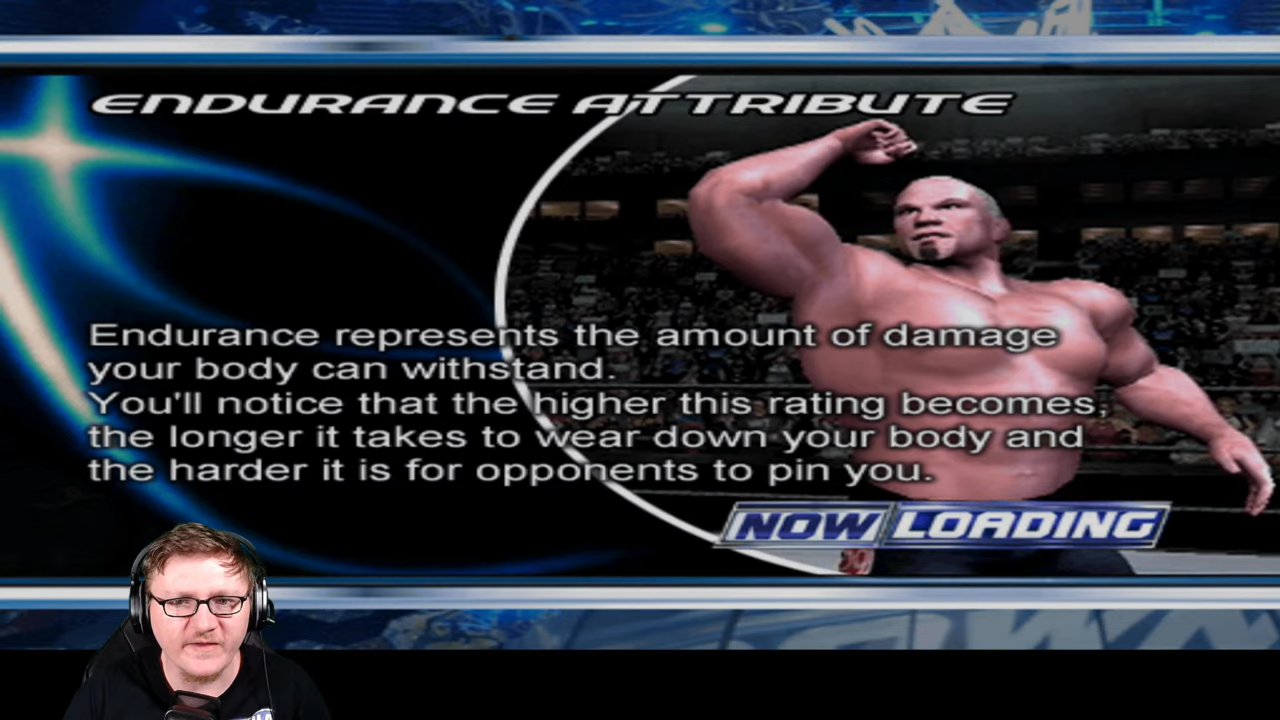 ENDURANCE ATTRIBUTE
Endurance represents the amount of damage
your body can withstand.
You'll notice that the higher this rating becomes,
the longer it takes to wear down your body and
the harder it is for opponents to pin you.
NOW LOADING